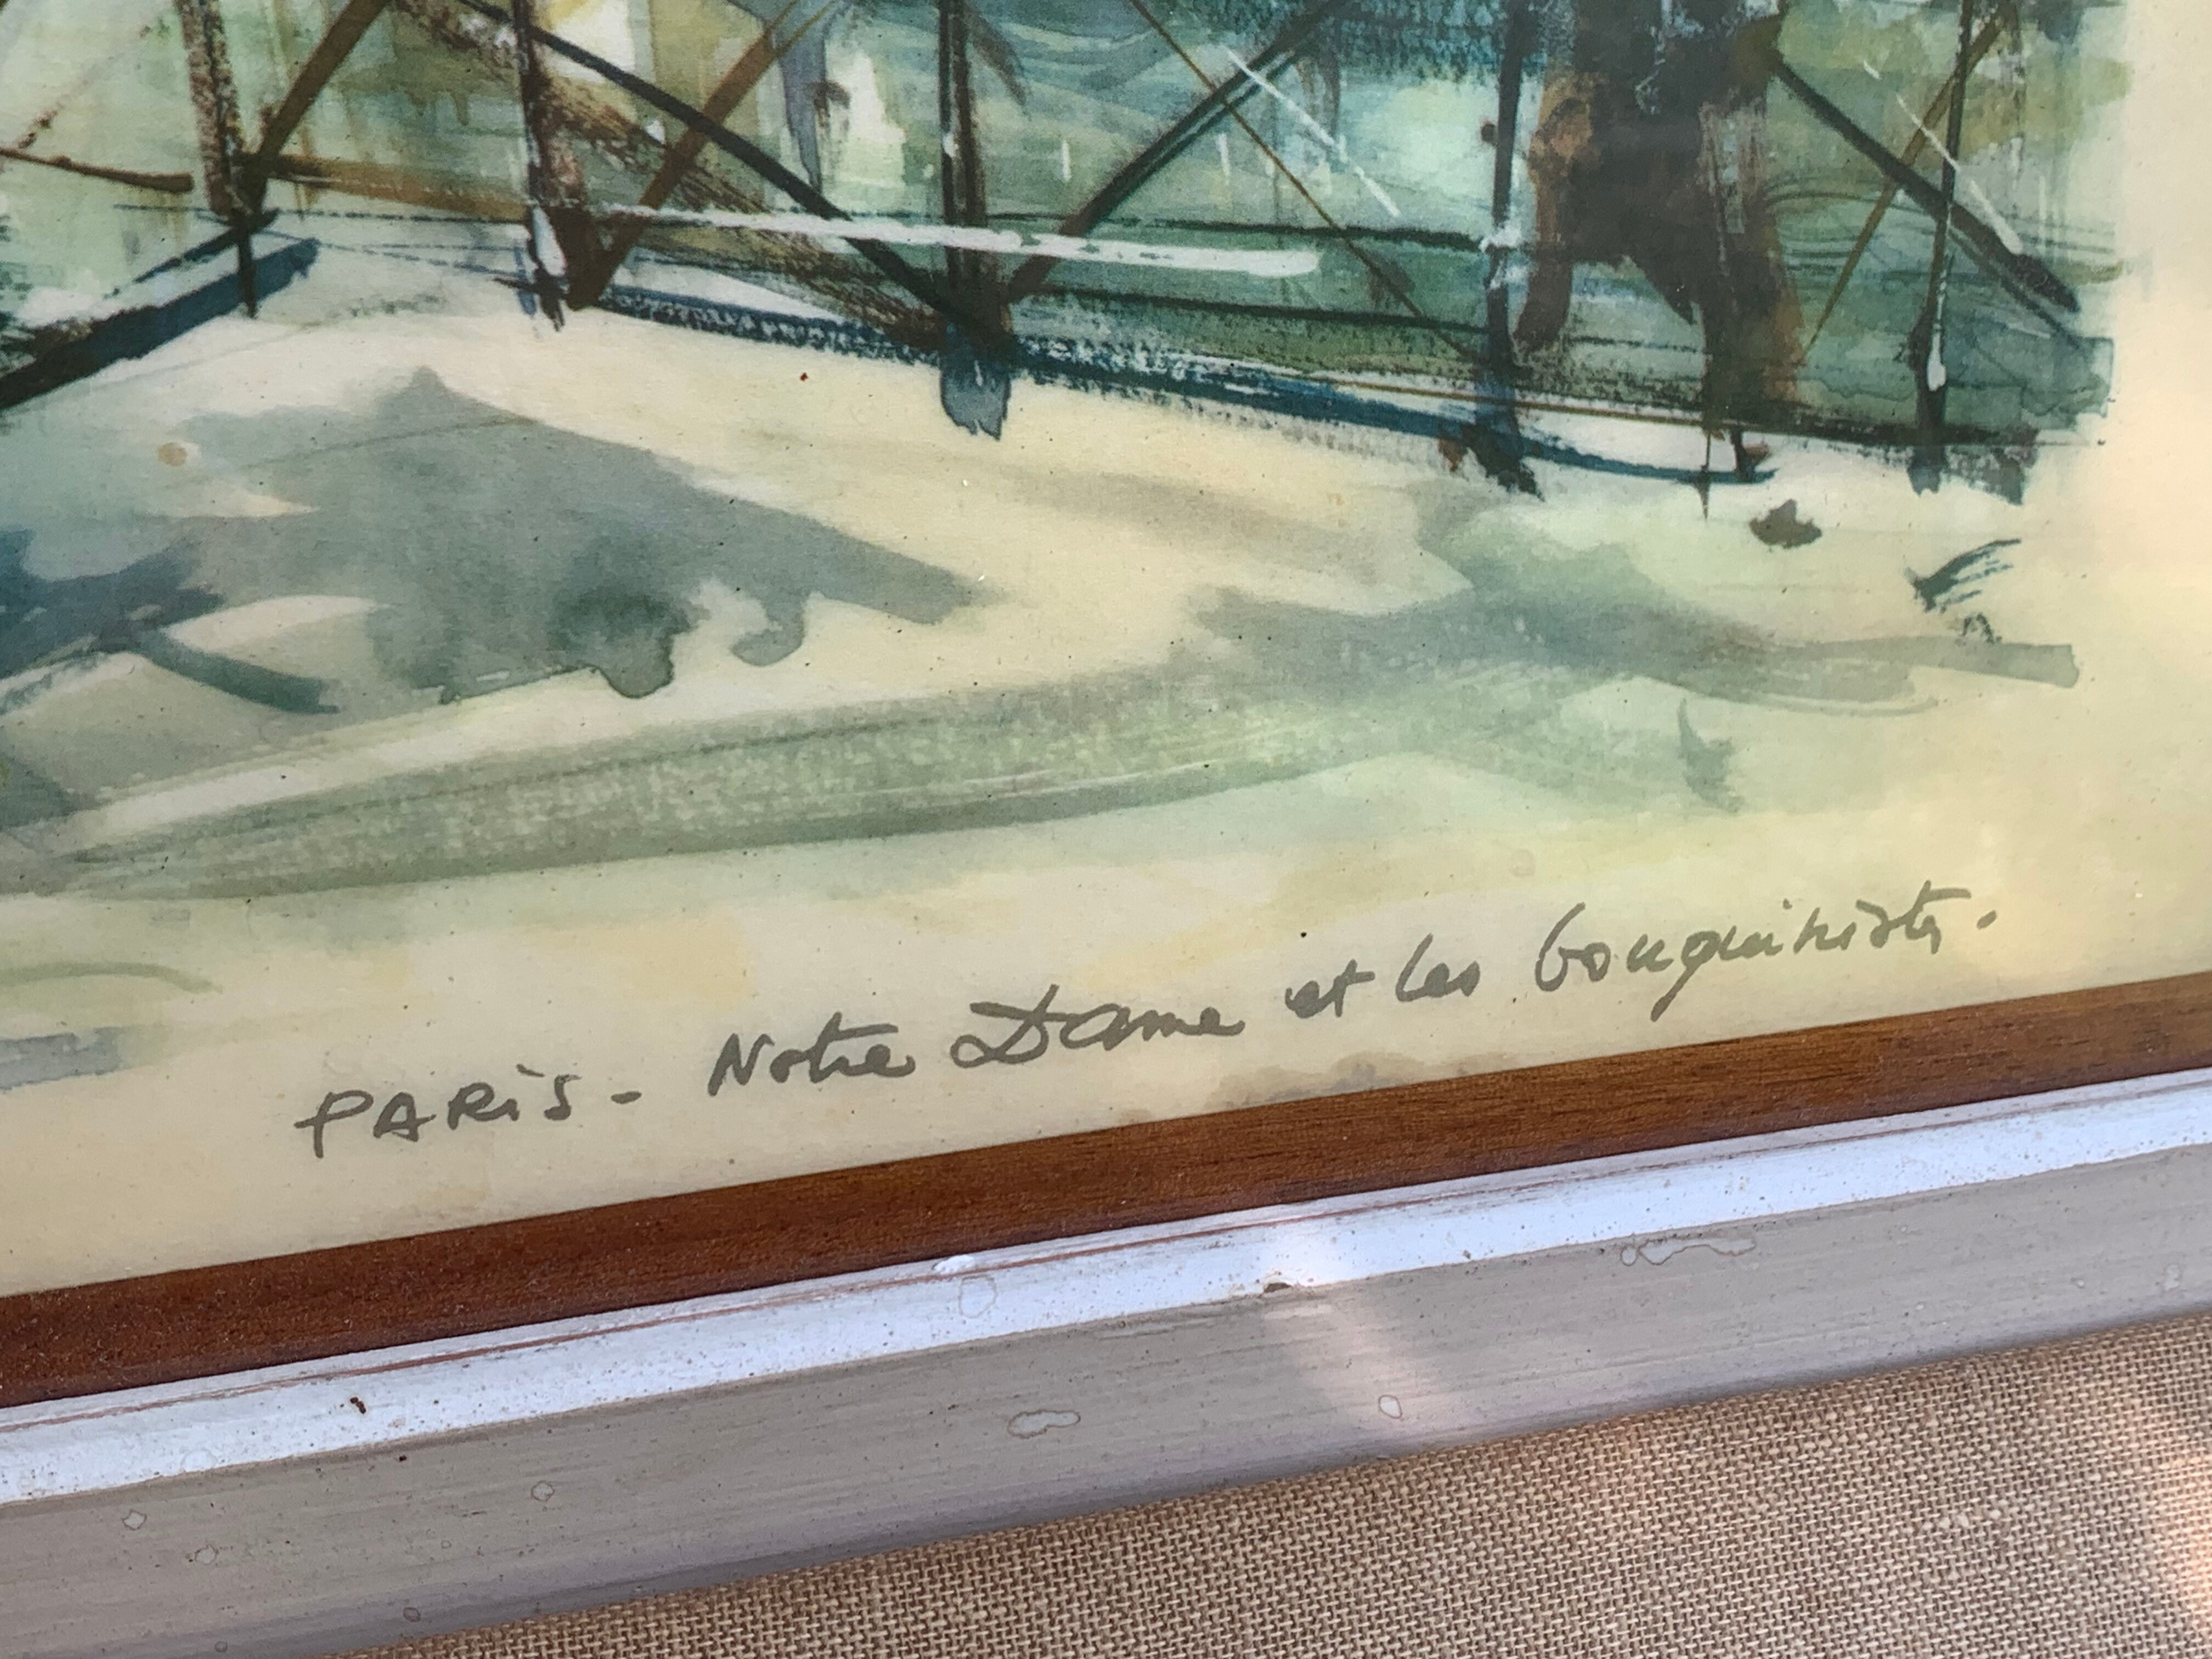 PARiS - Notre Dame et les bouquinistes.